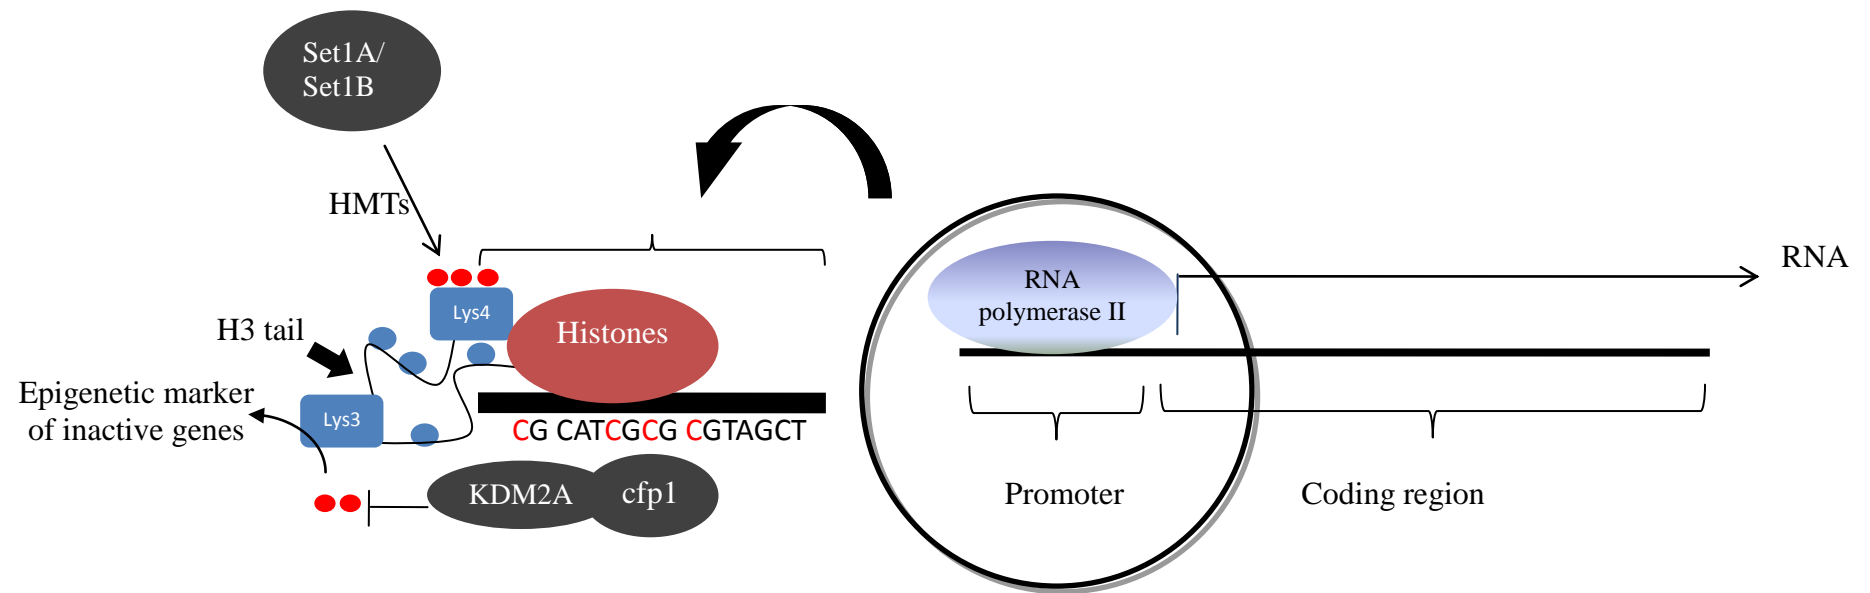 Set1A/
Set1B
HMTs
Lys4
H3 tail
Histones
Epigenetic marker
of inactive genes
Lys3
CG CATCGCG CGTAGCT
KDM2A
cfp1
RNA
polymerase II
RNA
Promoter
Coding region